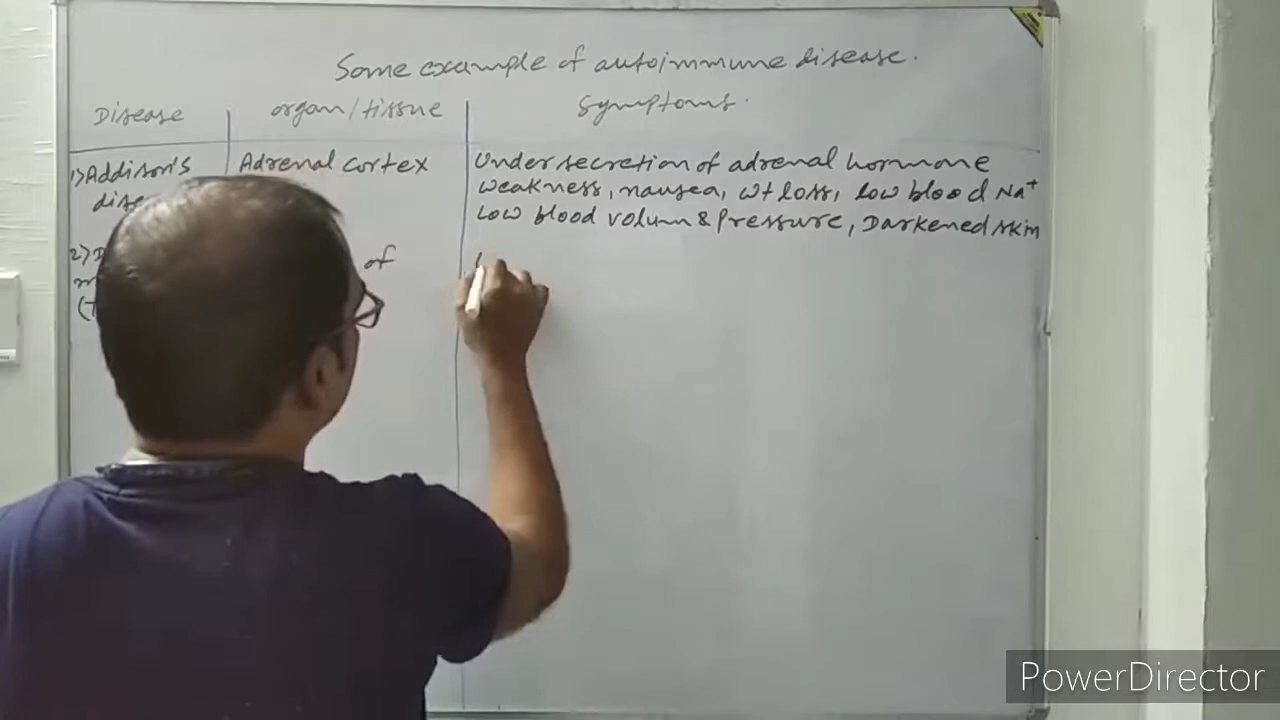 Some example of autoimmune disease.
Disease organ/tissue Symptoms.
1) Addison's Adrenal cortex Under secretion of adrenal hormone
weakness, nausea, wt loss, low blood Na+
Low blood volum & Pressure, Darkened skin
2) of
PowerDirector